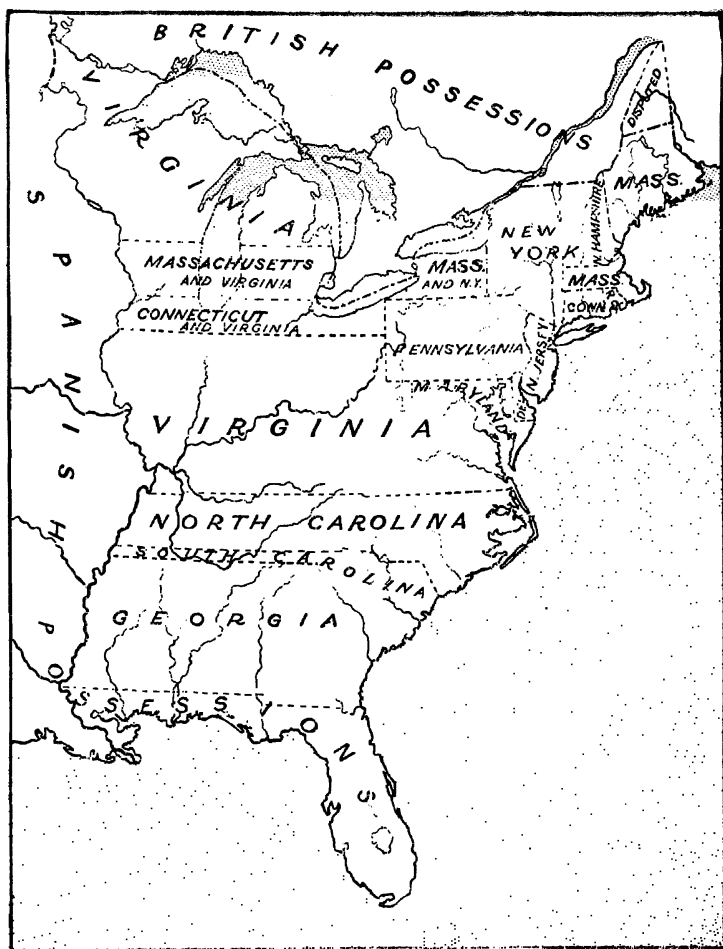 BRITISH POSSESSIONS
VIRGINIA
DISPUTED
MASS.
N. HAMPSHIRE
NEW
YORK
SPANISH POSSESSIONS
MASSACHUSETTS
AND VIRGINIA
MASS.
AND N.Y.
MASS.
CONNECTICUT
AND VIRGINIA
CONN.
R.I.
PENNSYLVANIA
N. JERSEY
MARYLAND
DEL
VIRGINIA
NORTH CAROLINA
SOUTH CAROLINA
GEORGIA